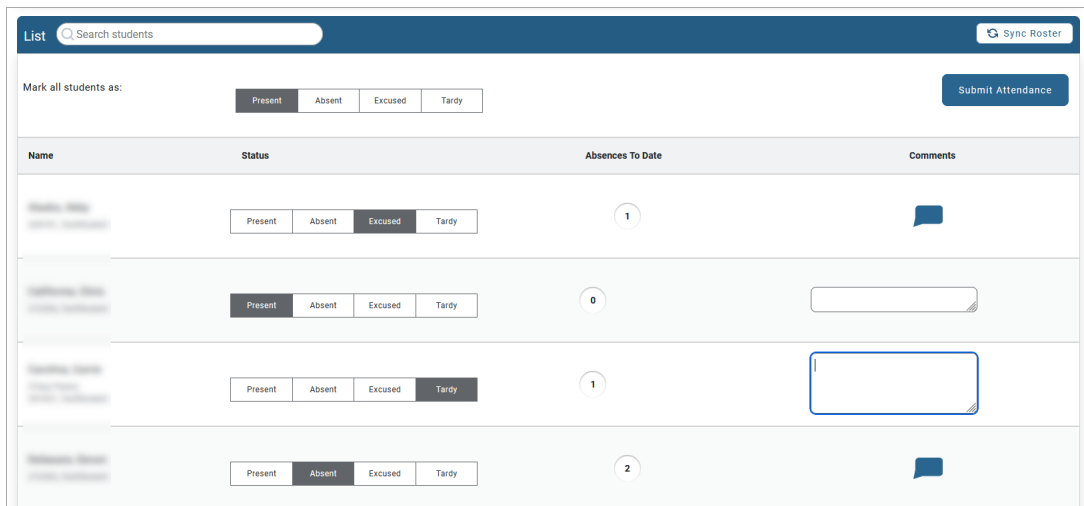 List Search students Sync Roster
Mark all students as: Present Absent Excused Tardy Submit Attendance
Name Status Absences To Date Comments
Present Absent Excused Tardy 1
Present Absent Excused Tardy 0
Present Absent Excused Tardy 1
Present Absent Excused Tardy 2